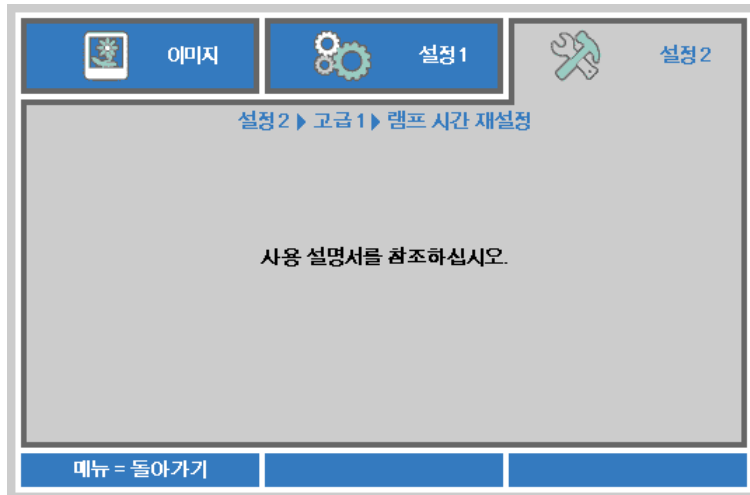 이미지
설정1
설정2
설정2 ▶ 고급1 ▶ 램프 시간 재설정
사용 설명서를 참조하십시오.
메뉴 = 돌아가기